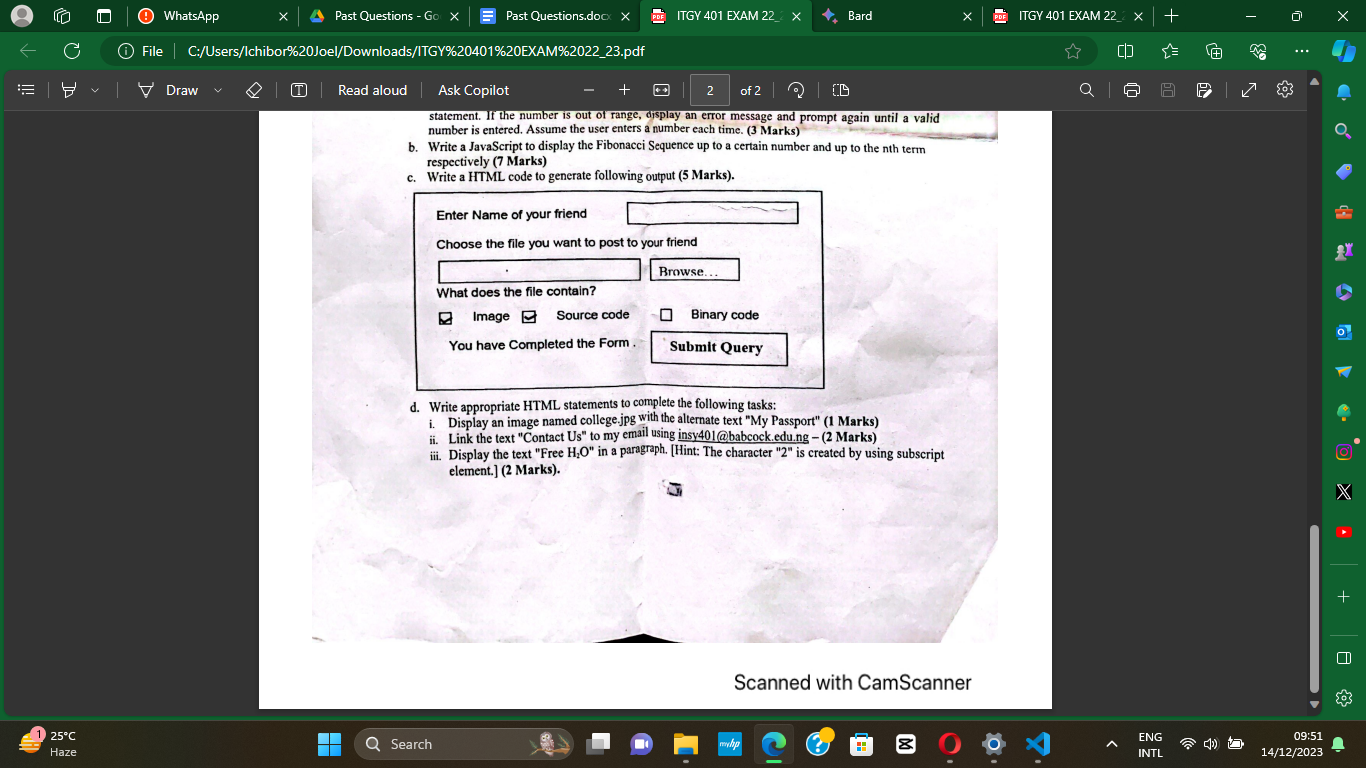 WhatsApp
Past Questions - Go
Past Questions.docx
ITGY 401 EXAM 22_
Bard
ITGY 401 EXAM 22_
File C:/Users/Ichibor%20Joel/Downloads/ITGY%20401%20EXAM%2022_23.pdf
Draw
Read aloud
Ask Copilot
2 of 2
statement. If the number is out of range, display an error message and prompt again until a valid
number is entered. Assume the user enters a number each time. (3 Marks)
b. Write a JavaScript to display the Fibonacci Sequence up to a certain number and up to the nth term
respectively (7 Marks)
c. Write a HTML code to generate following output (5 Marks).
Enter Name of your friend
Choose the file you want to post to your friend
Browse...
What does the file contain?
Image Source code Binary code
You have Completed the Form . Submit Query
d. Write appropriate HTML statements to complete the following tasks:
i. Display an image named college.jpg with the alternate text "My Passport" (1 Marks)
ii. Link the text "Contact Us" to my email using insy401@babcock.edu.ng – (2 Marks)
iii. Display the text "Free H₂O" in a paragraph. [Hint: The character "2" is created by using subscript
element.] (2 Marks).
Scanned with CamScanner
1
25°C
Haze
Search
myhp
ENG
INTL
09:51
14/12/2023